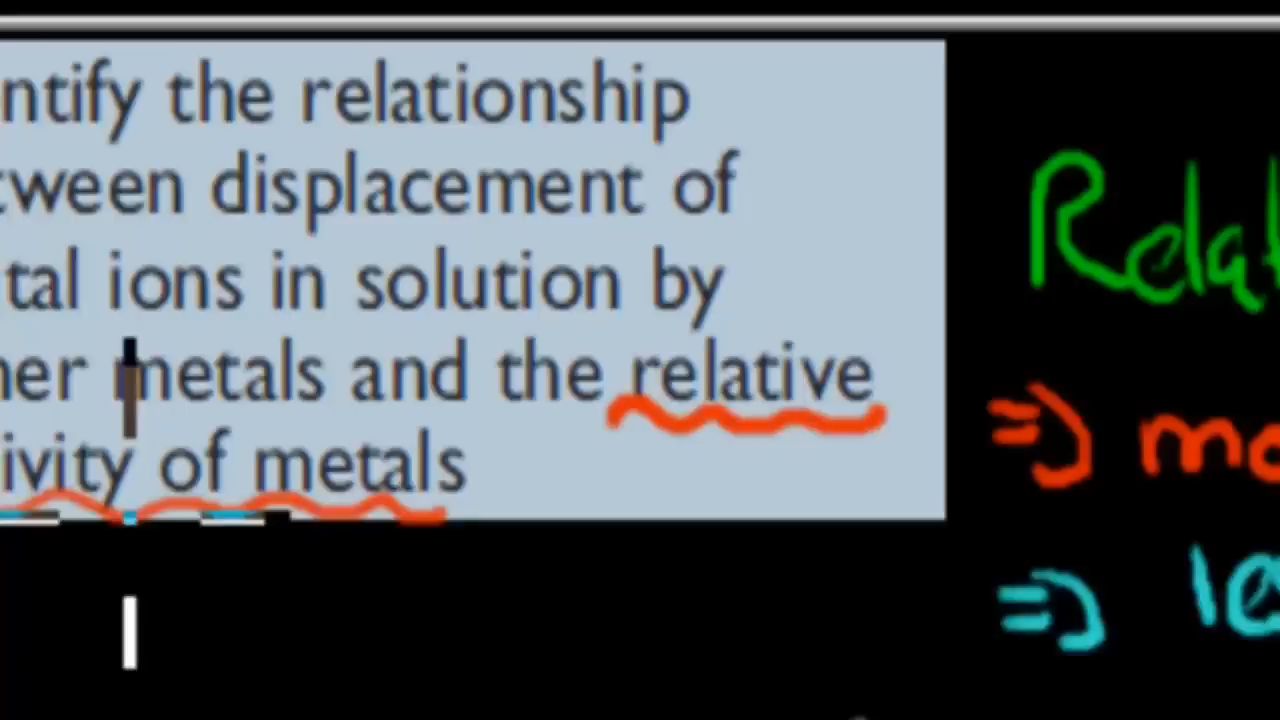 ntify the relationship
tween displacement of
tal ions in solution by
her metals and the relative
ivity of metals
Relat
⇒ mo
⇒ le